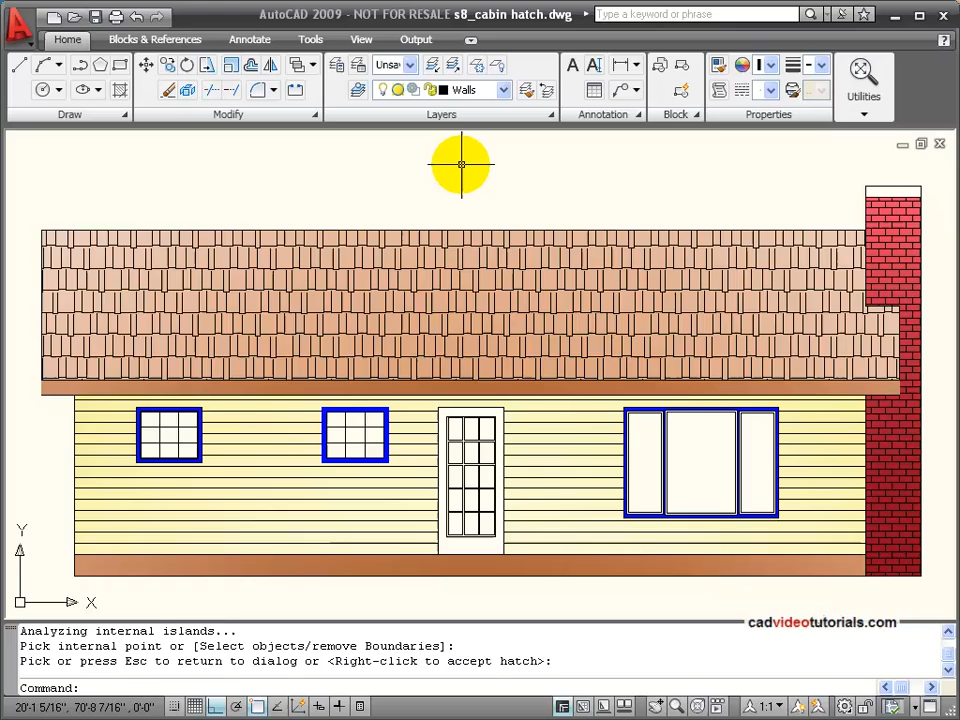 AutoCAD 2009 - NOT FOR RESALE s8_cabin hatch.dwg
Type a keyword or phrase
Home Blocks & References Annotate Tools View Output
Unsa
Walls
Utilities
Draw Modify Layers Annotation Block Properties
Y
X
cadvideotutorials.com
Analyzing internal islands...
Pick internal point or [Select objects/remove Boundaries]:
Pick or press Esc to return to dialog or <Right-click to accept hatch>:
Command:
20'-1 5/16", 70'-8 7/16", 0'-0"
1:1